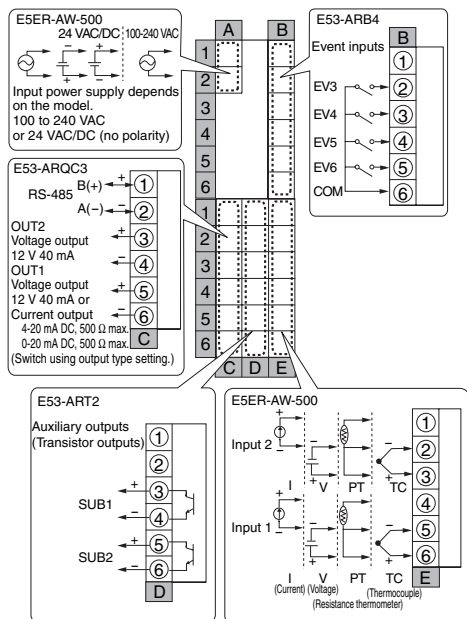 E5ER-AW-500
24 VAC/DC 100-240 VAC
− + + −
Input power supply depends
on the model.
100 to 240 VAC
or 24 VAC/DC (no polarity)
A B
1
2
3
4
5
6
1
2
3
4
5
6
C D E
E53-ARB4
Event inputs
B
1
EV3 2
EV4 3
EV5 4
EV6 5
COM 6
E53-ARQC3
RS-485
B(+) + 1
A(−) − 2
OUT2
Voltage output + 3
12 V 40 mA
OUT1 − 4
Voltage output
12 V 40 mA or + 5
Current output − 6
4-20 mA DC, 500 Ω max.
0-20 mA DC, 500 Ω max.
C
(Switch using output type setting.)
E53-ART2
Auxiliary outputs
(Transistor outputs)
1
2
SUB1 + 3
− 4
SUB2 + 5
− 6
D
E5ER-AW-500
Input 2 + − − + − +
I V PT TC
Input 1 + − − + − +
I V PT TC
(Current) (Voltage) (Thermocouple)
(Resistance thermometer)
1
2
3
4
5
6
E